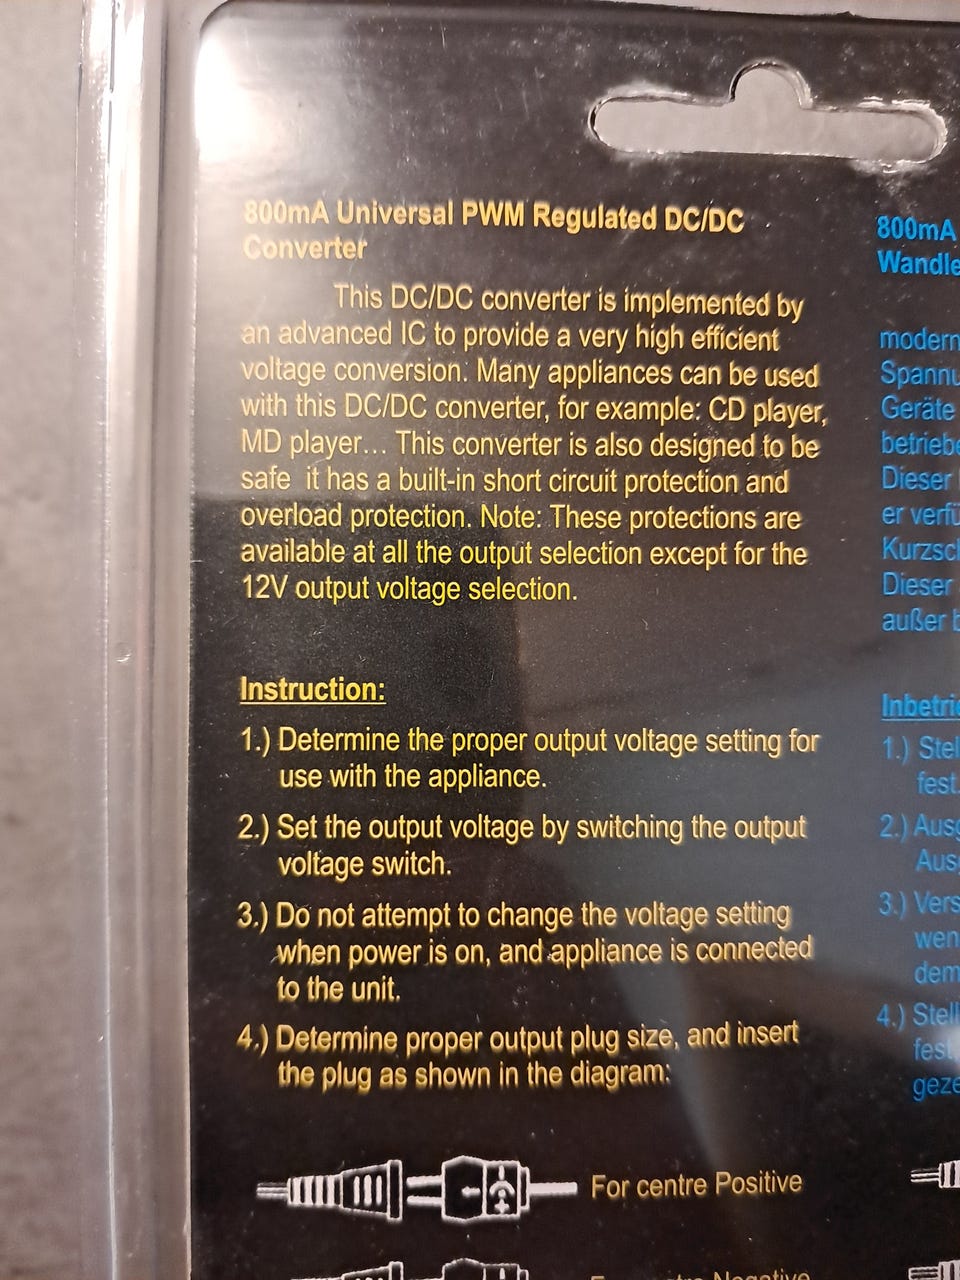 800mA Universal PWM Regulated DC/DC
Converter
This DC/DC converter is implemented by
an advanced IC to provide a very high efficient
voltage conversion. Many appliances can be used
with this DC/DC converter, for example: CD player,
MD player... This converter is also designed to be
safe it has a built-in short circuit protection and
overload protection. Note: These protections are
available at all the output selection except for the
12V output voltage selection.
Instruction:
1.) Determine the proper output voltage setting for
use with the appliance.
2.) Set the output voltage by switching the output
voltage switch.
3.) Do not attempt to change the voltage setting
when power is on, and appliance is connected
to the unit.
4.) Determine proper output plug size, and insert
the plug as shown in the diagram:
For centre Positive
800mA
Wandle
modern
Spannu
Geräte
betriebe
Dieser
er verfü
Kurzsc
Dieser
außer b
Inbetrie
1.) Stel
fest.
2.) Ausg
Ausg
3.) Vers
wen
dem
4.) Stell
fest
geze